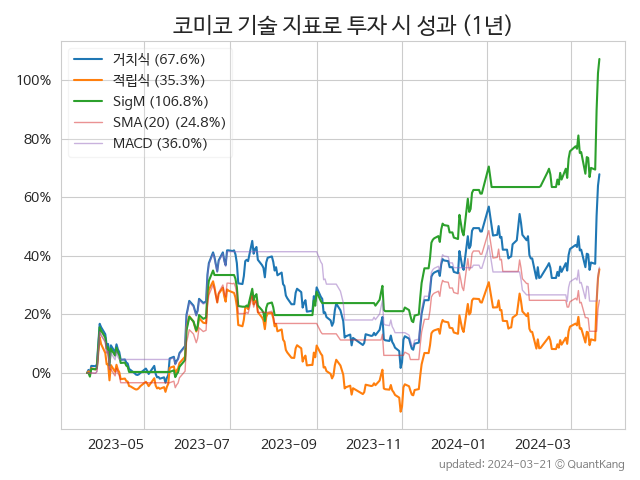 코미코 기술 지표로 투자 시 성과 (1년)
거치식 (67.6%)
적립식 (35.3%)
SigM (106.8%)
SMA(20) (24.8%)
MACD (36.0%)
100%
80%
60%
40%
20%
0%
2023-05 2023-07 2023-09 2023-11 2024-01 2024-03
updated: 2024-03-21 © QuantKang